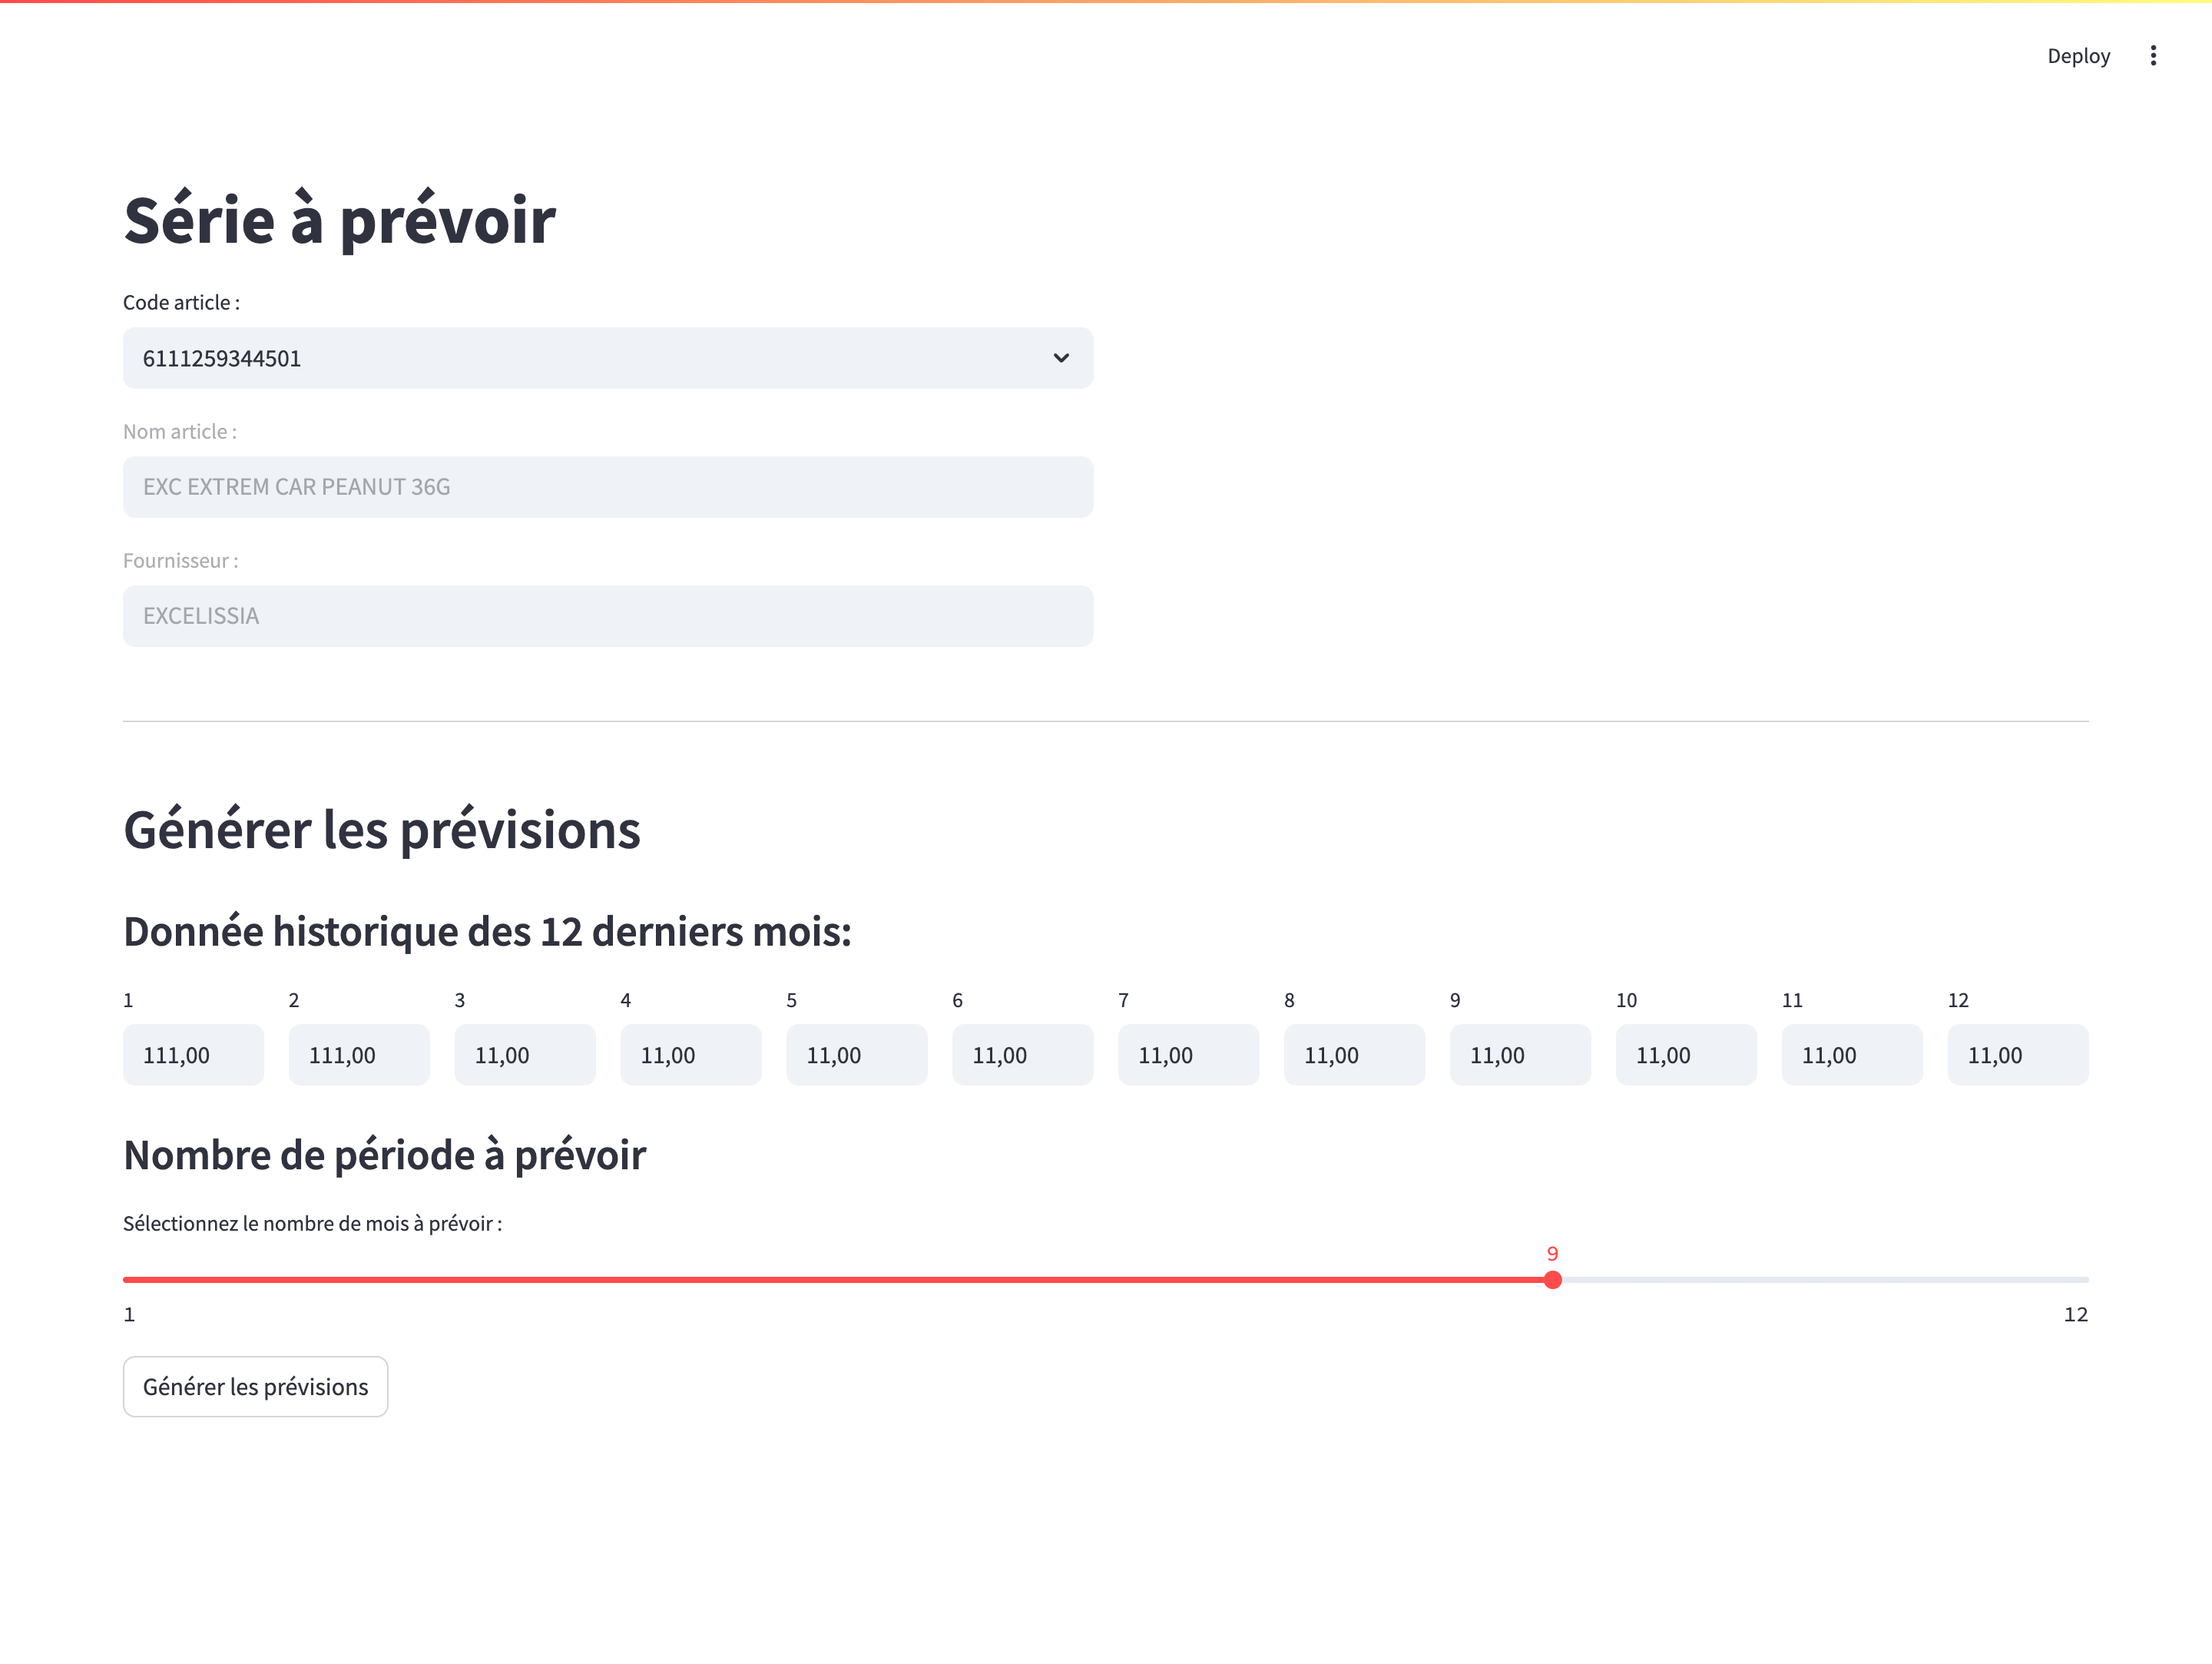 Deploy
Série à prévoir
Code article :
6111259344501
Nom article :
EXC EXTREM CAR PEANUT 36G
Fournisseur :
EXCELISSIA
Générer les prévisions
Donnée historique des 12 derniers mois:
1 2 3 4 5 6 7 8 9 10 11 12
111,00 111,00 11,00 11,00 11,00 11,00 11,00 11,00 11,00 11,00 11,00 11,00
Nombre de période à prévoir
Sélectionnez le nombre de mois à prévoir :
9
1 12
Générer les prévisions